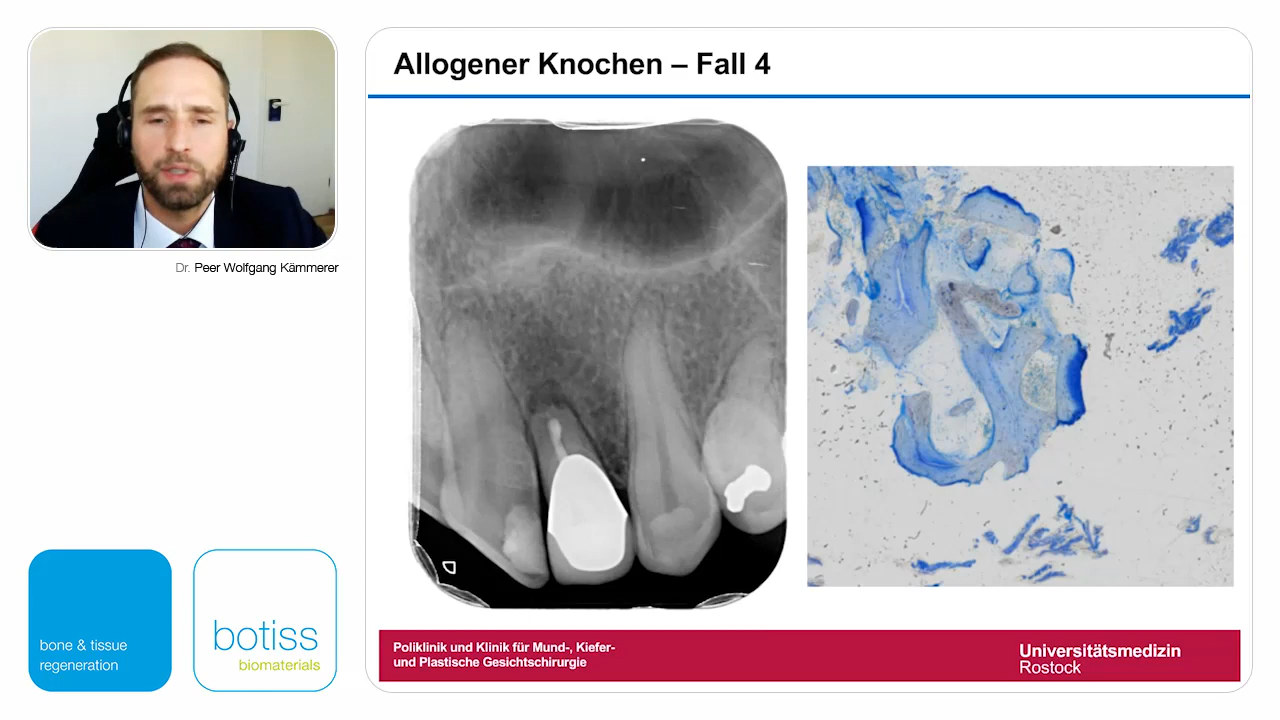 Allogener Knochen – Fall 4
Dr. Peer Wolfgang Kämmerer
bone & tissue
regeneration
botiss
biomaterials
Poliklinik und Klinik für Mund-, Kiefer-
und Plastische Gesichtschirurgie
Universitätsmedizin
Rostock